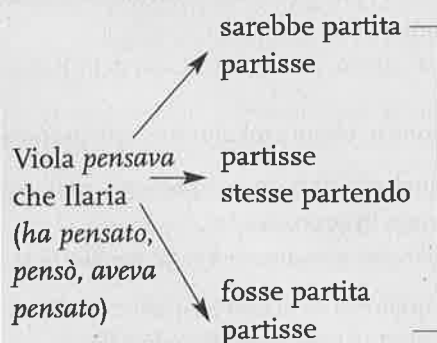 sarebbe partita
partisse
Viola pensava
che Ilaria
(ha pensato,
pensò, aveva
pensato)
partisse
stesse partendo
fosse partita
partisse